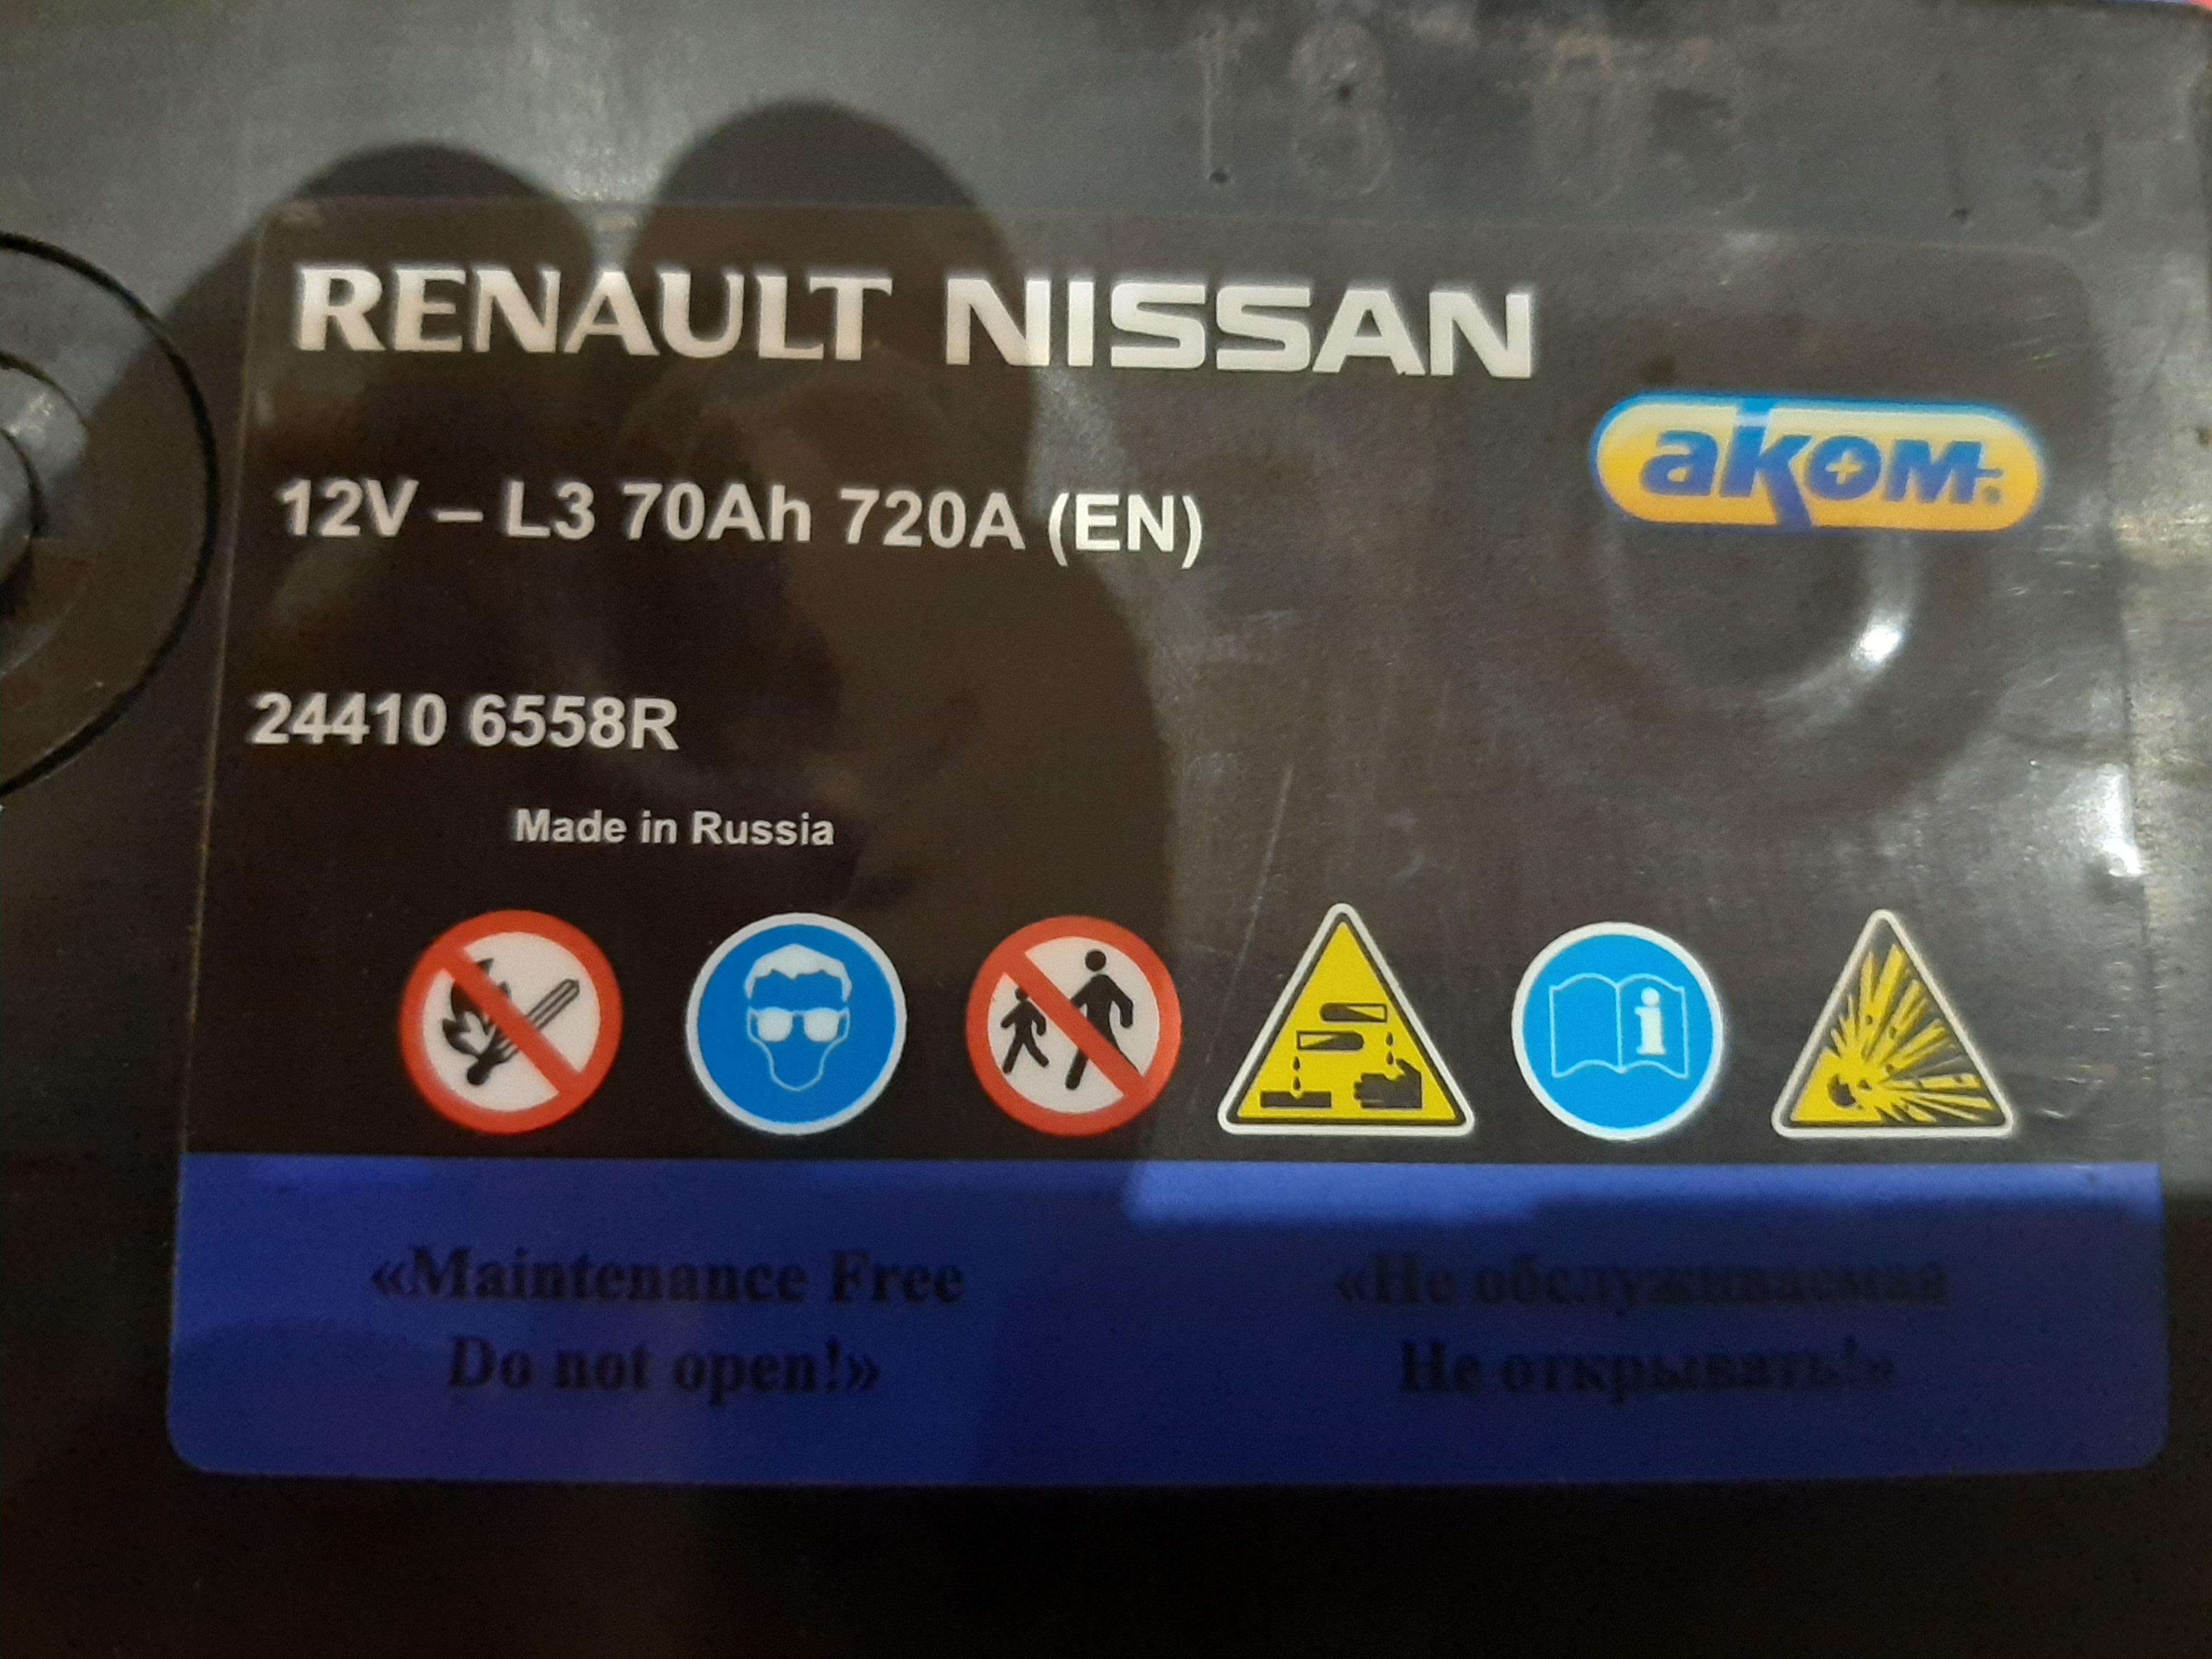 RENAULT NISSAN
аком
12V – L3 70Ah 720A (EN)
24410 6558R
Made in Russia
«Maintenance Free
Do not open!»
«Не обслуживаемая
Не открывать!»